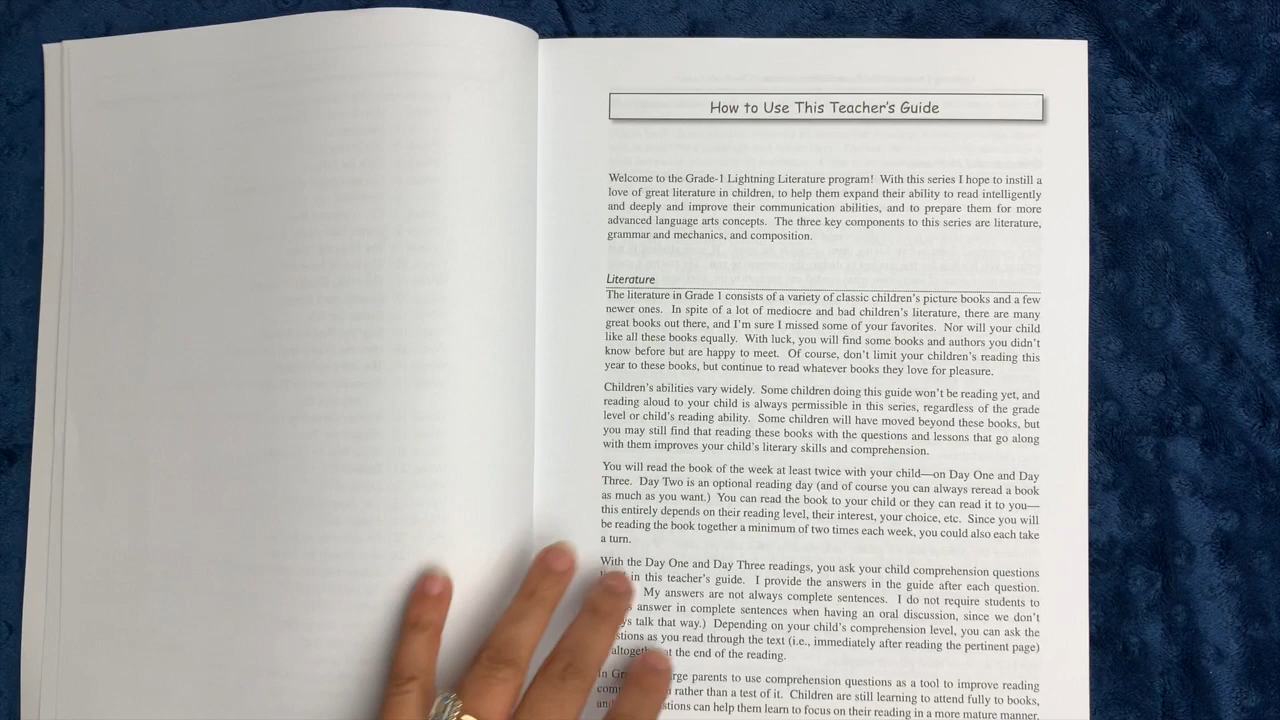 How to Use This Teacher's Guide
Welcome to the Grade-1 Lightning Literature program! With this series I hope to instill a
love of great literature in children, to help them expand their ability to read intelligently
and deeply and improve their communication abilities, and to prepare them for more
advanced language arts concepts. The three key components to this series are literature,
grammar and mechanics, and composition.
Literature
The literature in Grade 1 consists of a variety of classic children's picture books and a few
newer ones. In spite of a lot of mediocre and bad children's literature, there are many
great books out there, and I'm sure I missed some of your favorites. Nor will your child
like all these books equally. With luck, you will find some books and authors you didn't
know before but are happy to meet. Of course, don't limit your children's reading this
year to these books, but continue to read whatever books they love for pleasure.
Children's abilities vary widely. Some children doing this guide won't be reading yet, and
reading aloud to your child is always permissible in this series, regardless of the grade
level or child's reading ability. Some children will have moved beyond these books, but
you may still find that reading these books with the questions and lessons that go along
with them improves your child's literary skills and comprehension.
You will read the book of the week at least twice with your child—on Day One and Day
Three. Day Two is an optional reading day (and of course you can always reread a book
as much as you want.) You can read the book to your child or they can read it to you—
this entirely depends on their reading level, their interest, your choice, etc. Since you will
be reading the book together a minimum of two times each week, you could also each take
a turn.
With the Day One and Day Three readings, you ask your child comprehension questions
in this teacher's guide. I provide the answers in the guide after each question.
My answers are not always complete sentences. I do not require students to
answer in complete sentences when having an oral discussion, since we don't
talk that way.) Depending on your child's comprehension level, you can ask the
as you read through the text (i.e., immediately after reading the pertinent page)
at the end of the reading.
In parents to use comprehension questions as a tool to improve reading
rather than a test of it. Children are still learning to attend fully to books,
can help them learn to focus on their reading in a more mature manner.